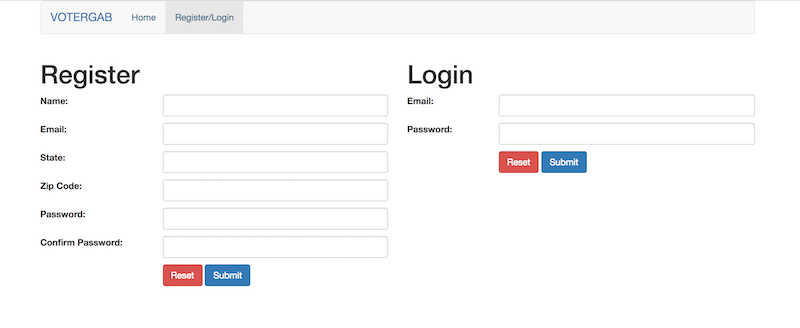 VOTERGAB Home Register/Login
Register
Name:
Email:
State:
Zip Code:
Password:
Confirm Password:
Reset Submit
Login
Email:
Password:
Reset Submit